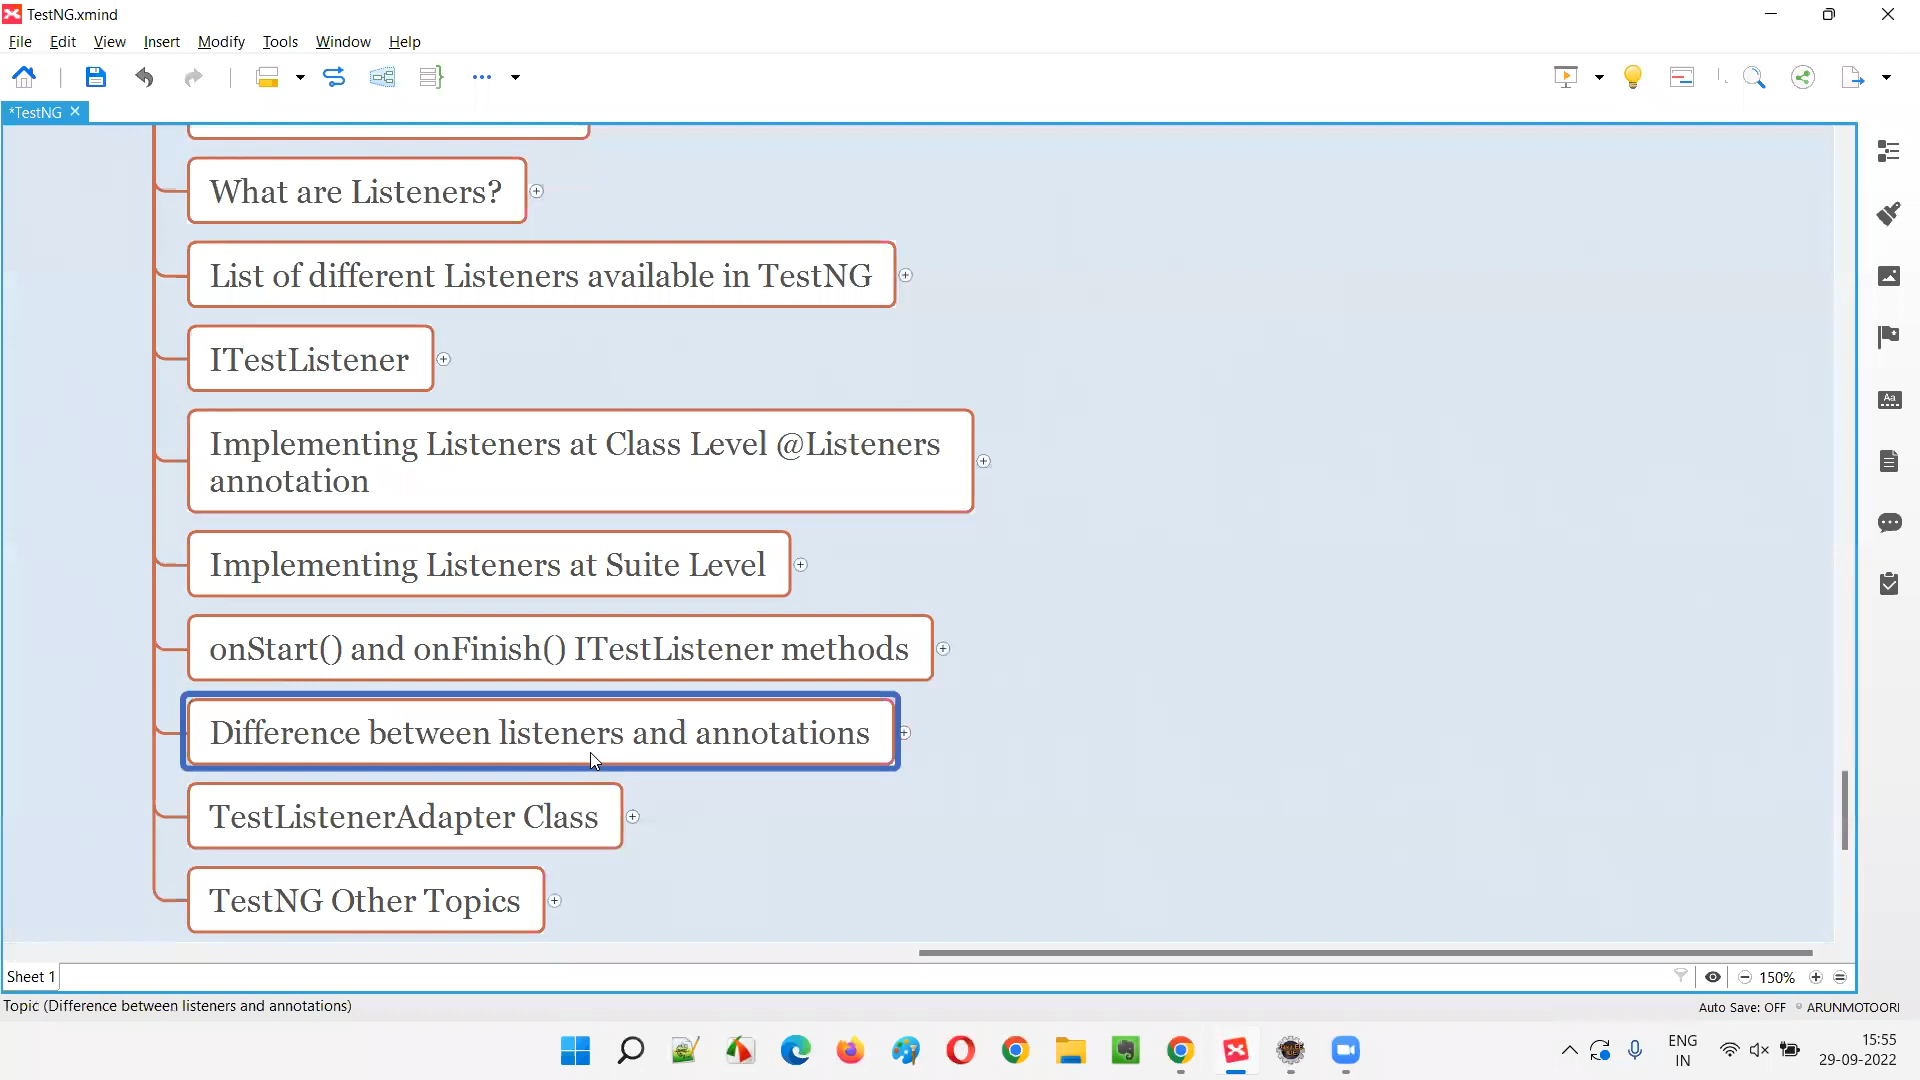 TestNG.xmind
File Edit View Insert Modify Tools Window Help
*TestNG
What are Listeners?
List of different Listeners available in TestNG
ITestListener
Implementing Listeners at Class Level @Listeners
annotation
Implementing Listeners at Suite Level
onStart() and onFinish() ITestListener methods
Difference between listeners and annotations
TestListenerAdapter Class
TestNG Other Topics
Sheet 1
150%
Topic (Difference between listeners and annotations)
Auto Save: OFF
ARUNMOTOORI
ENG
IN
15:55
29-09-2022